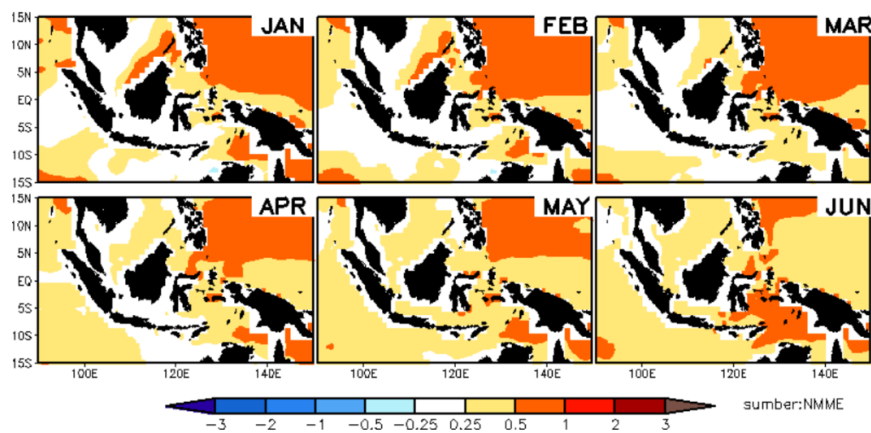 15N
10N
5N
EQ
5S
10S
15S
JAN
FEB
MAR
15N
10N
5N
EQ
5S
10S
15S
APR
MAY
JUN
100E 120E 140E 100E 120E 140E 100E 120E 140E
-3 -2 -1 -0.5 -0.25 0.25 0.5 1 2 3
sumber:NMME